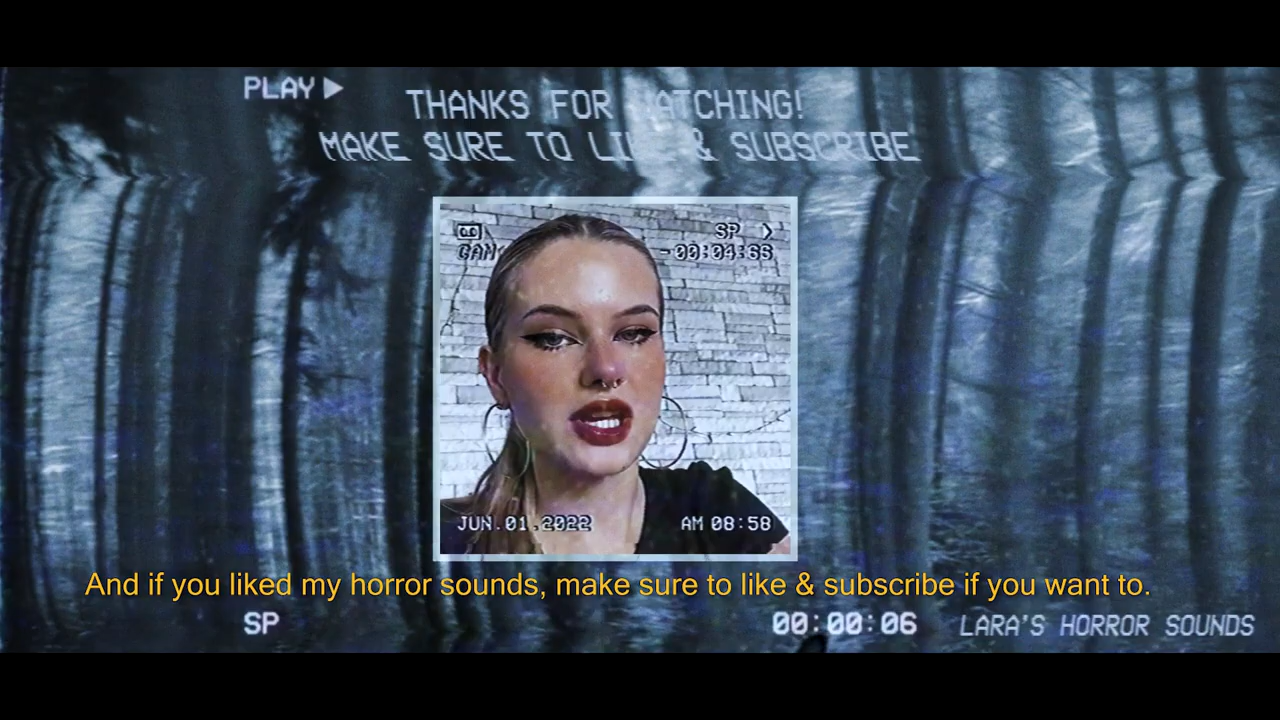 PLAY
THANKS FOR WATCHING!
MAKE SURE TO LIKE & SUBSCRIBE
SP
-00:04:66
JUN.01.2022
AM 08:58
And if you liked my horror sounds, make sure to like & subscribe if you want to.
SP
00:00:06
LARA'S HORROR SOUNDS